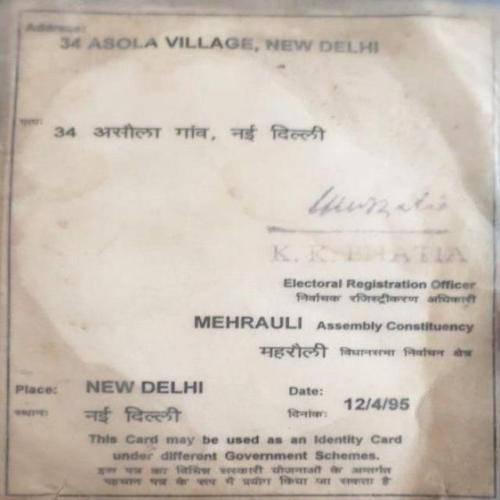 Address:
34 ASOLA VILLAGE, NEW DELHI
पताः
34 असौला गांव, नई दिल्ली
K. K. BHATIA
Electoral Registration Officer
निर्वाचक रजिस्ट्रीकरण अधिकारी
MEHRAULI Assembly Constituency
महरौली विधानसभा निर्वाचन क्षेत्र
Place: NEW DELHI Date: 12/4/95
स्थानः नई दिल्ली दिनांकः
This Card may be used as an Identity Card
under different Government Schemes.
इस पत्र का विभिन्न सरकारी योजनाओं के अन्तर्गत
पहचान पत्र के रूप में प्रयोग किया जा सकता है